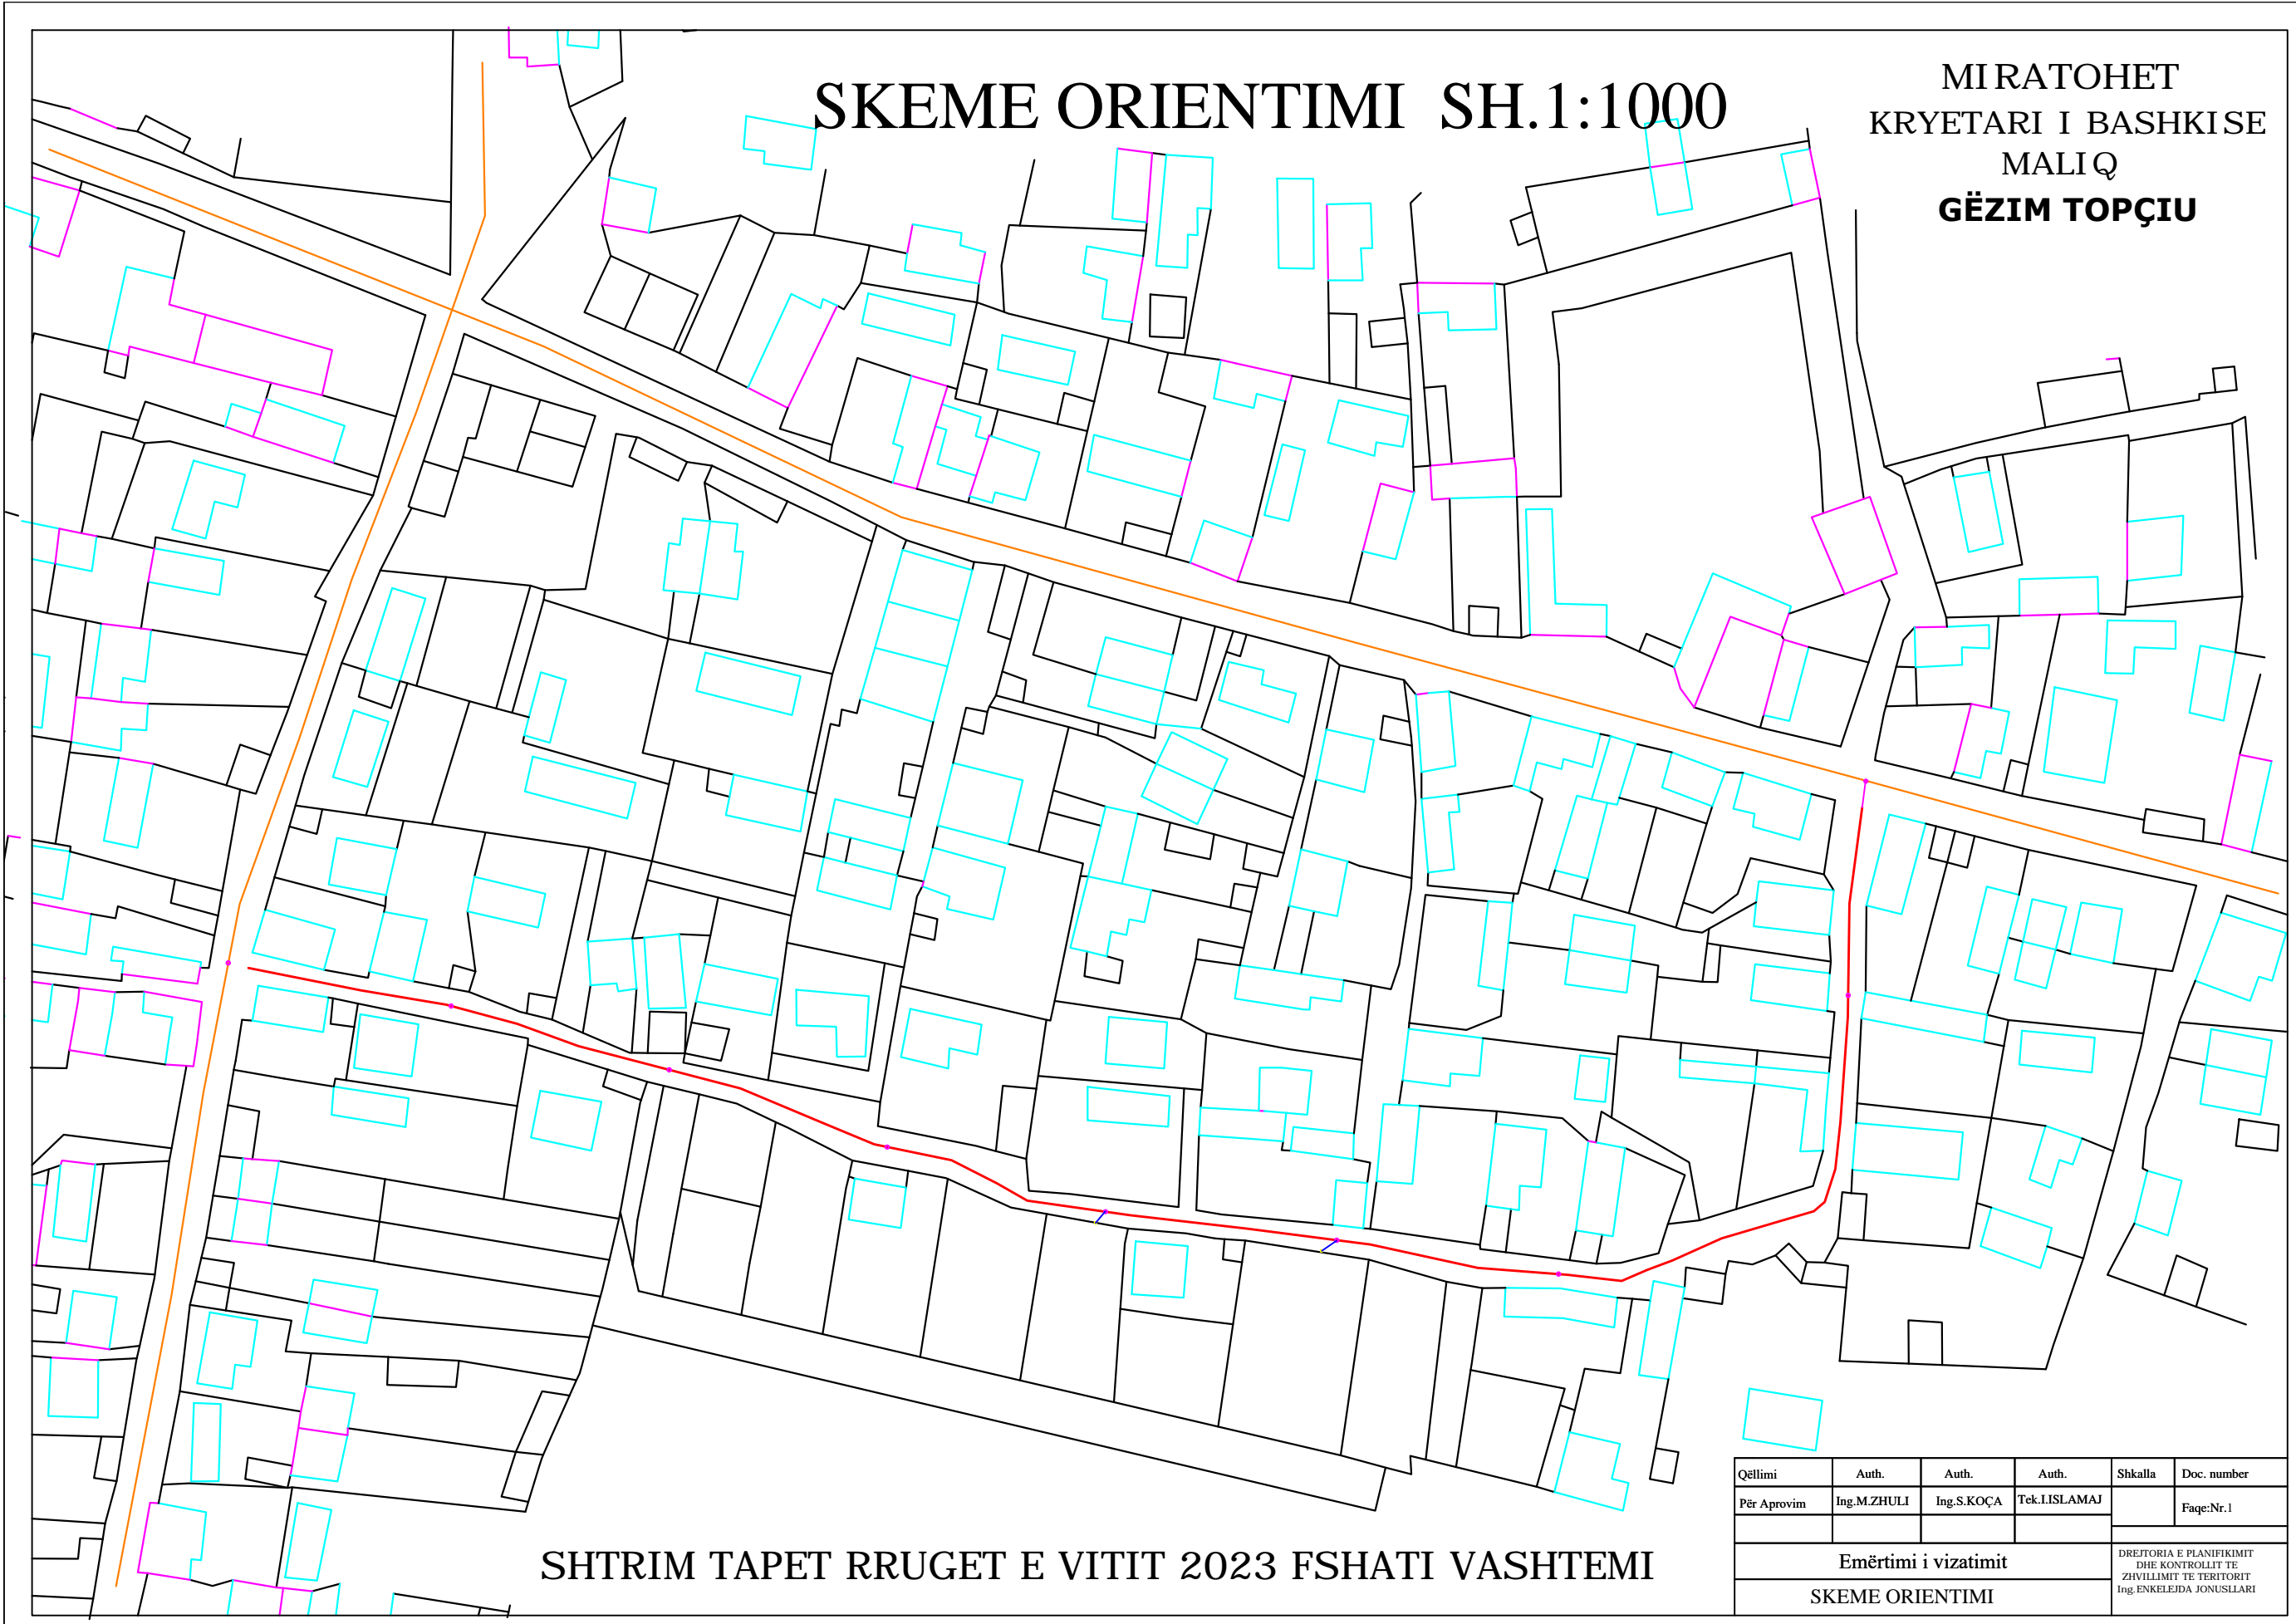 SKEME ORIENTIMI SH.1:1000
MIRATOHET
KRYETARI I BASHKISE
MALIQ
GËZIM TOPÇIU
SHTRIM TAPET RRUGET E VITIT 2023 FSHATI VASHTEMI
Qëllimi Auth. Auth. Auth. Shkalla Doc. number
Për Aprovim Ing.M.ZHULI Ing.S.KOÇA Tek.I.ISLAMAJ Faqe:Nr.1
Emërtimi i vizatimit
SKEME ORIENTIMI
DREJTORIA E PLANIFIKIMIT
DHE KONTROLLIT TE
ZHVILLIMIT TE TERITORIT
Ing.ENKELEJDA JONUSLLARI